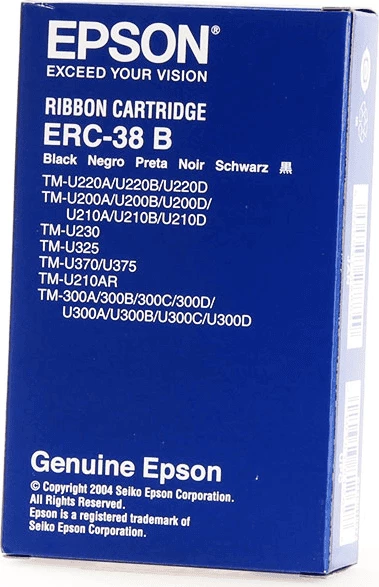 EPSON®
EXCEED YOUR VISION
RIBBON CARTRIDGE
ERC-38 B
Black Negro Preta Noir Schwarz 黒
TM-U220A/U220B/U220D
TM-U200A/U200B/U200D/
U210A/U210B/U210D
TM-U230
TM-U325
TM-U370/U375
TM-U210AR
TM-300A/300B/300C/300D/
U300A/U300B/U300C/U300D
Genuine Epson
© Copyright 2004 Seiko Epson Corporation.
All Rights Reserved.
Epson is a registered trademark of
Seiko Epson Corporation.